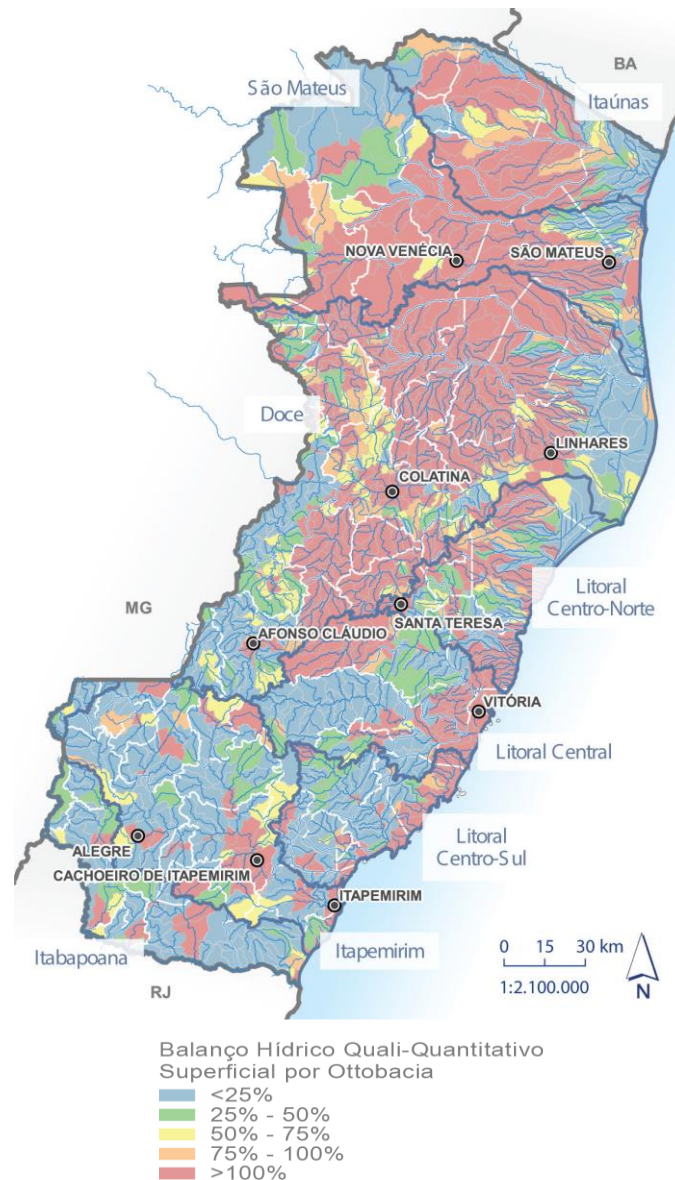 BA
São Mateus
Itaúnas
NOVA VENÉCIA
SÃO MATEUS
Doce
LINHARES
COLATINA
MG
Litoral
Centro-Norte
SANTA TERESA
AFONSO CLÁUDIO
VITÓRIA
Litoral Central
Litoral
Centro-Sul
ALEGRE
CACHOEIRO DE ITAPEMIRIM
ITAPEMIRIM
Itabapoana
Itapemirim
RJ
0 15 30 km
1:2.100.000
N
Balanço Hídrico Quali-Quantitativo
Superficial por Ottobacia
<25%
25% - 50%
50% - 75%
75% - 100%
>100%